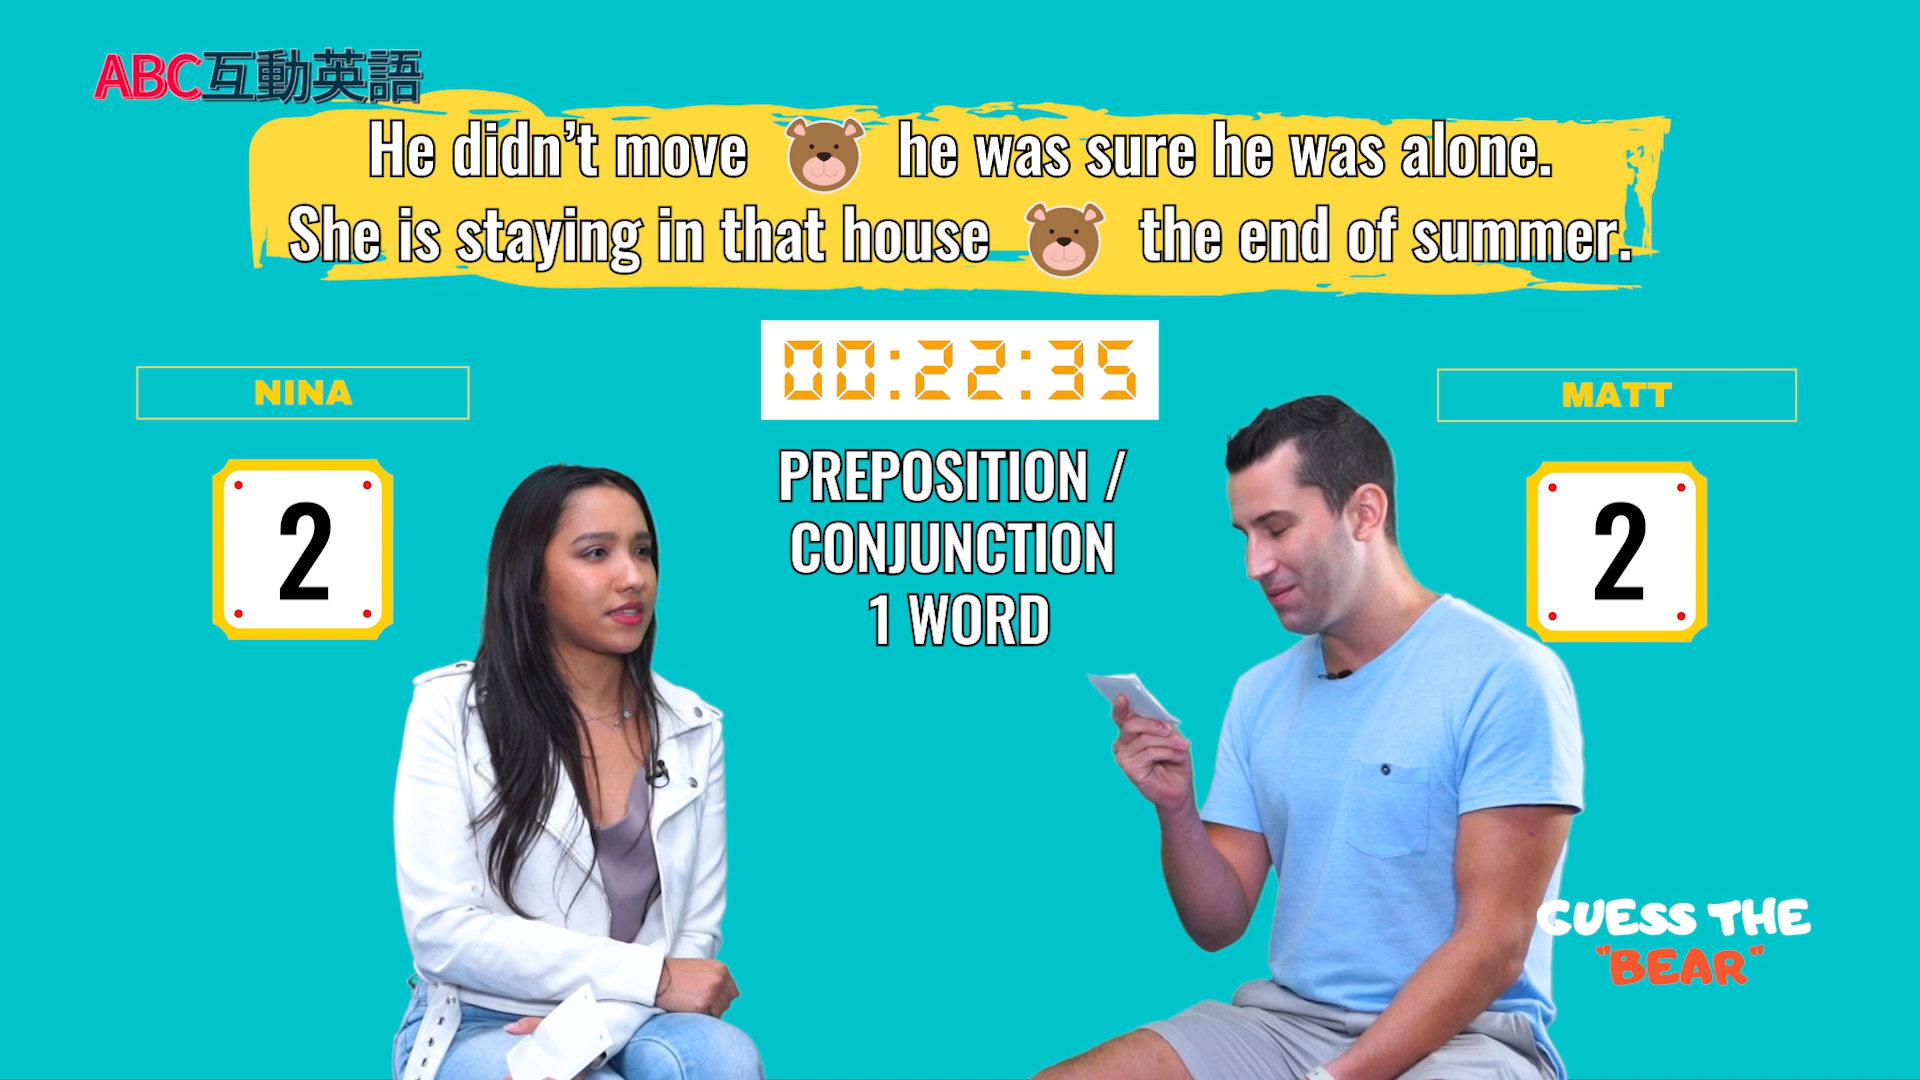 ABC互動英語
He didn’t move he was sure he was alone.
She is staying in that house the end of summer.
00:22:35
NINA
MATT
2
PREPOSITION /
CONJUNCTION
1 WORD
2
GUESS THE
"BEAR"